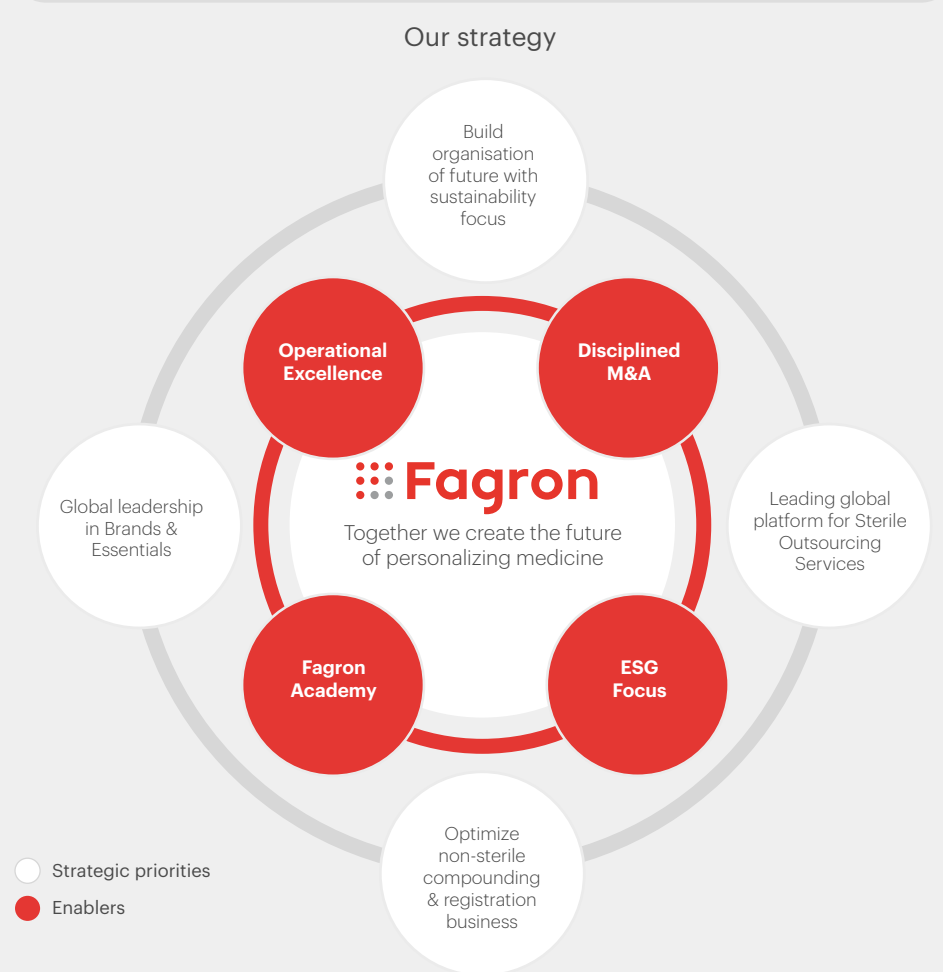 Our strategy
Build
organisation
of future with
sustainability
focus
Operational
Excellence
Disciplined
M&A
Global leadership
in Brands &
Essentials
Fagron
Together we create the future
of personalizing medicine
Leading global
platform for Sterile
Outsourcing
Services
Fagron
Academy
ESG
Focus
Optimize
non-sterile
compounding
& registration
business
Strategic priorities
Enablers